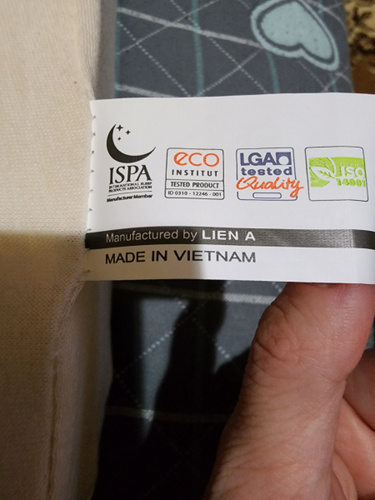 ISPA
INTERNATIONAL SLEEP
PRODUCTS ASSOCIATION
Manufacturer Member
eco
INSTITUT
TESTED PRODUCT
ID 0310 - 12246 - 001
LGA
tested
Quality
ISO
14001
Manufactured by LIEN A
MADE IN VIETNAM